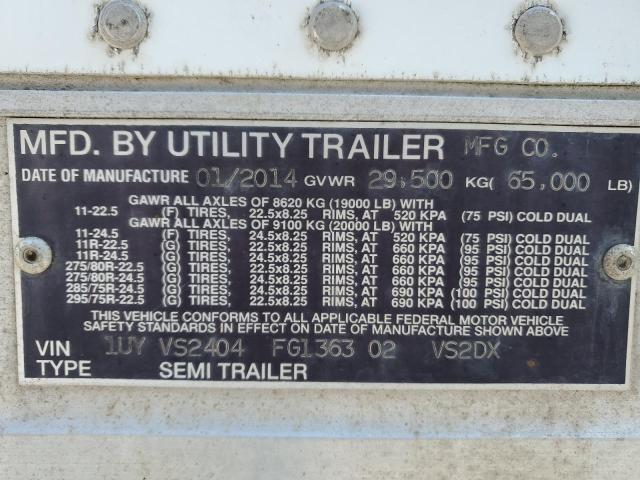 MFD. BY UTILITY TRAILER MFG CO.
DATE OF MANUFACTURE 01/2014 GVWR 29,500 KG( 65,000 LB)
GAWR ALL AXLES OF 8620 KG (19000 LB) WITH
11-22.5 (F) TIRES, 22.5x8.25 RIMS, AT 520 KPA (75 PSI) COLD DUAL
GAWR ALL AXLES OF 9100 KG (20000 LB) WITH
11-24.5 (F) TIRES, 24.5x8.25 RIMS, AT 520 KPA (75 PSI) COLD DUAL
11R-22.5 (G) TIRES, 22.5x8.25 RIMS, AT 660 KPA (95 PSI) COLD DUAL
11R-24.5 (G) TIRES, 24.5x8.25 RIMS, AT 660 KPA (95 PSI) COLD DUAL
275/80R-22.5 (G) TIRES, 22.5x8.25 RIMS, AT 660 KPA (95 PSI) COLD DUAL
275/80R-24.5 (G) TIRES, 24.5x8.25 RIMS, AT 660 KPA (95 PSI) COLD DUAL
285/75R-24.5 (G) TIRES, 24.5x8.25 RIMS, AT 690 KPA (100 PSI) COLD DUAL
295/75R-22.5 (G) TIRES, 22.5x8.25 RIMS, AT 690 KPA (100 PSI) COLD DUAL
THIS VEHICLE CONFORMS TO ALL APPLICABLE FEDERAL MOTOR VEHICLE
SAFETY STANDARDS IN EFFECT ON DATE OF MANUFACTURE SHOWN ABOVE.
VIN 1UY VS2404 FG1363 02 VS2DX
TYPE SEMI TRAILER